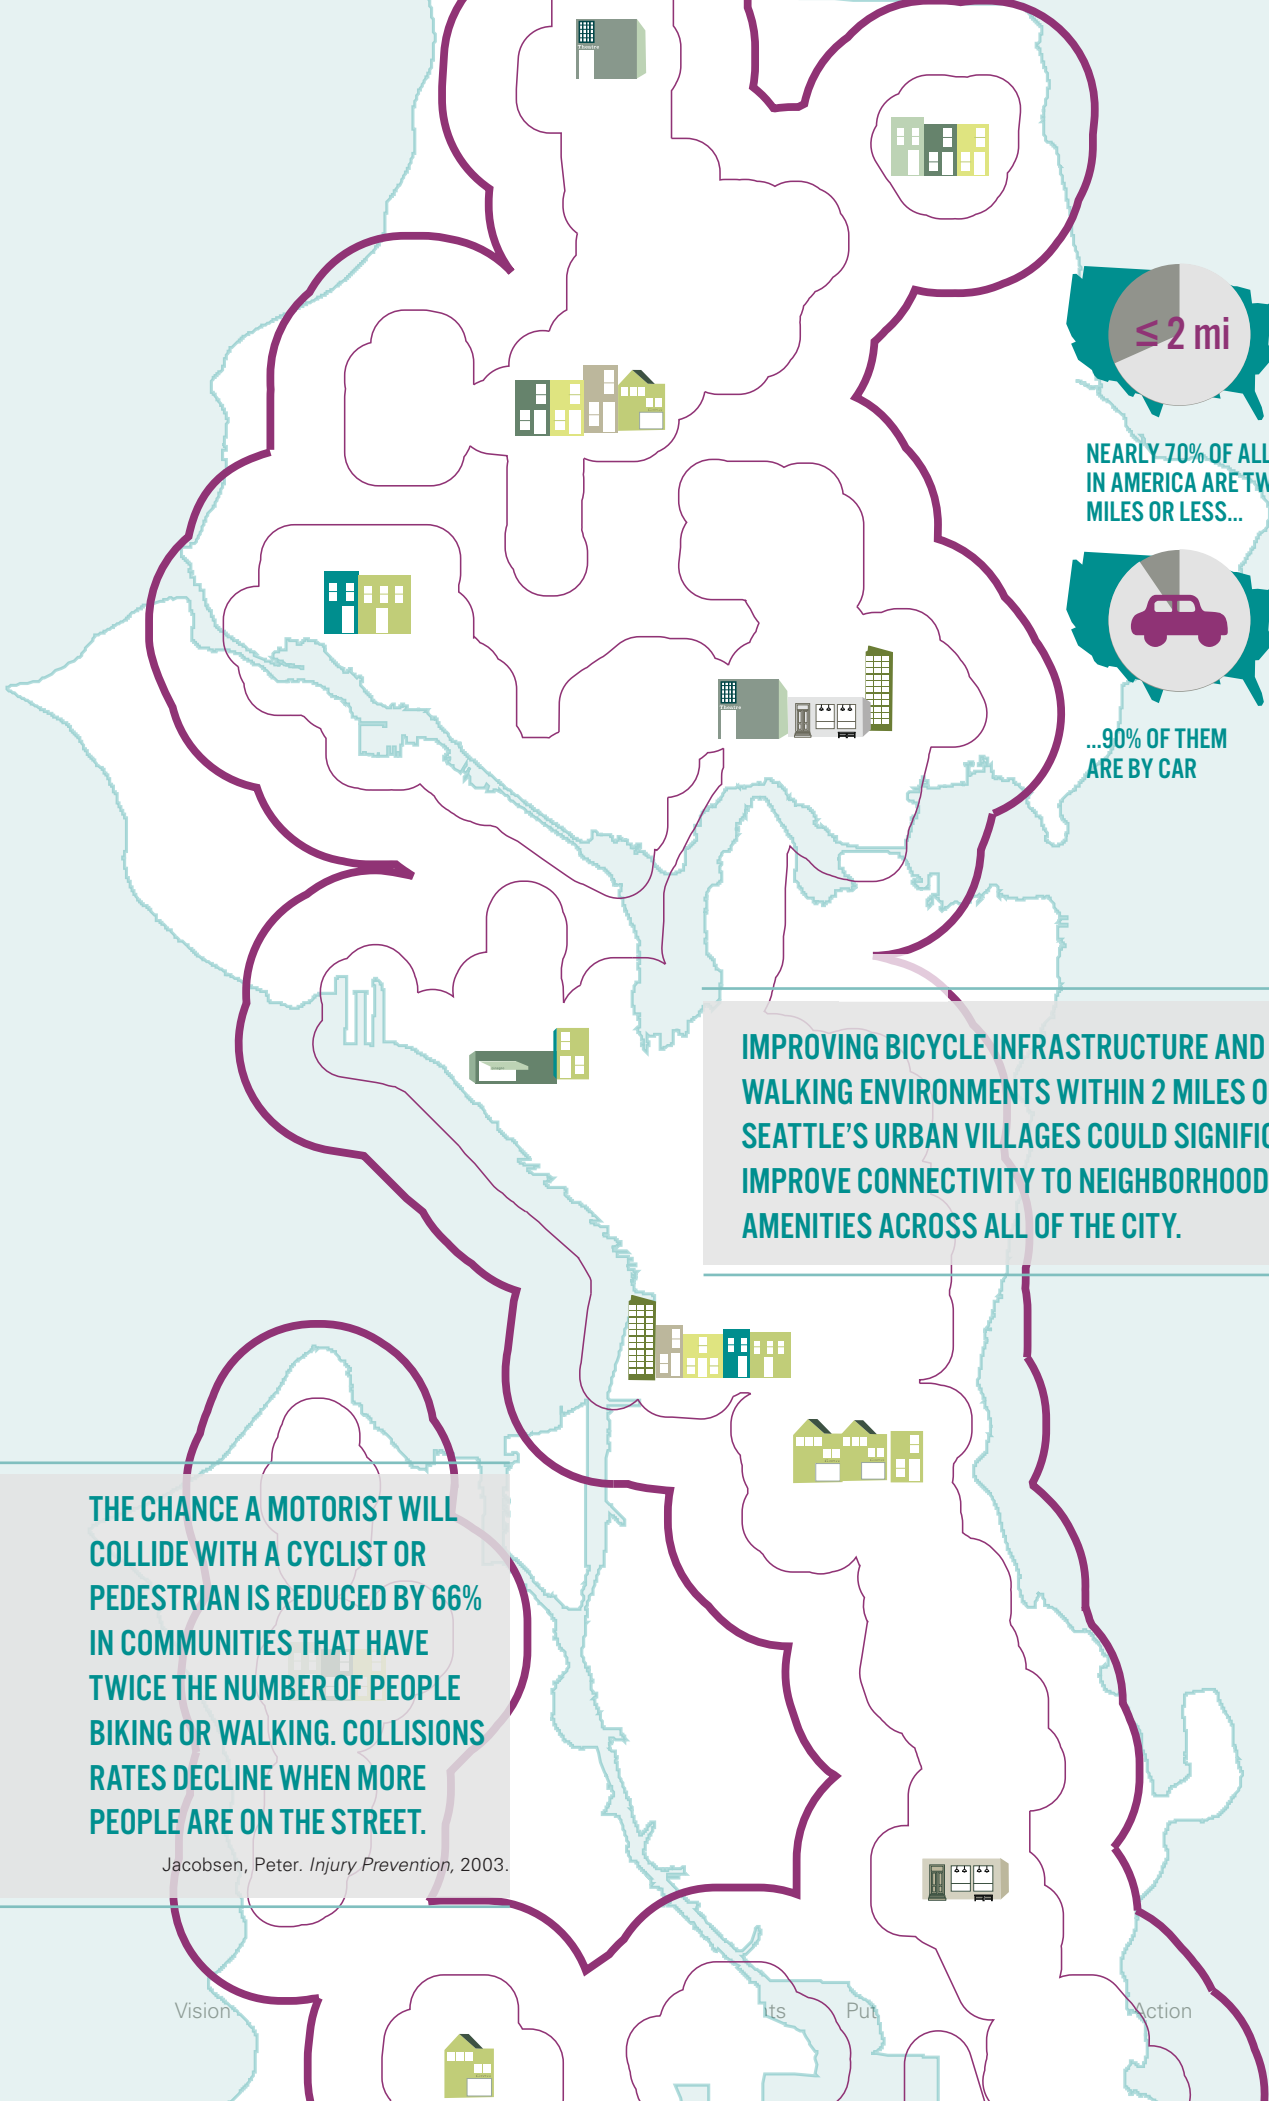 Theatre
≤ 2 mi
NEARLY 70% OF ALL
IN AMERICA ARE
MILES OR LESS...
Theatre
...90% OF THEM
ARE BY CAR
IMPROVING BICYCLE INFRASTRUCTURE AND
WALKING ENVIRONMENTS WITHIN 2 MILES
SEATTLE'S URBAN VILLAGES COULD
IMPROVE CONNECTIVITY TO NEIGHBORHOOD
AMENITIES ACROSS ALL OF THE CITY.
THE CHANCE A MOTORIST WILL
COLLIDE WITH A CYCLIST OR
PEDESTRIAN IS REDUCED BY 66%
IN COMMUNITIES THAT HAVE
TWICE THE NUMBER OF PEOPLE
BIKING OR WALKING. COLLISIONS
RATES DECLINE WHEN MORE
PEOPLE ARE ON THE STREET.
Jacobsen, Peter. Injury Prevention, 2003.
Vision Put Action